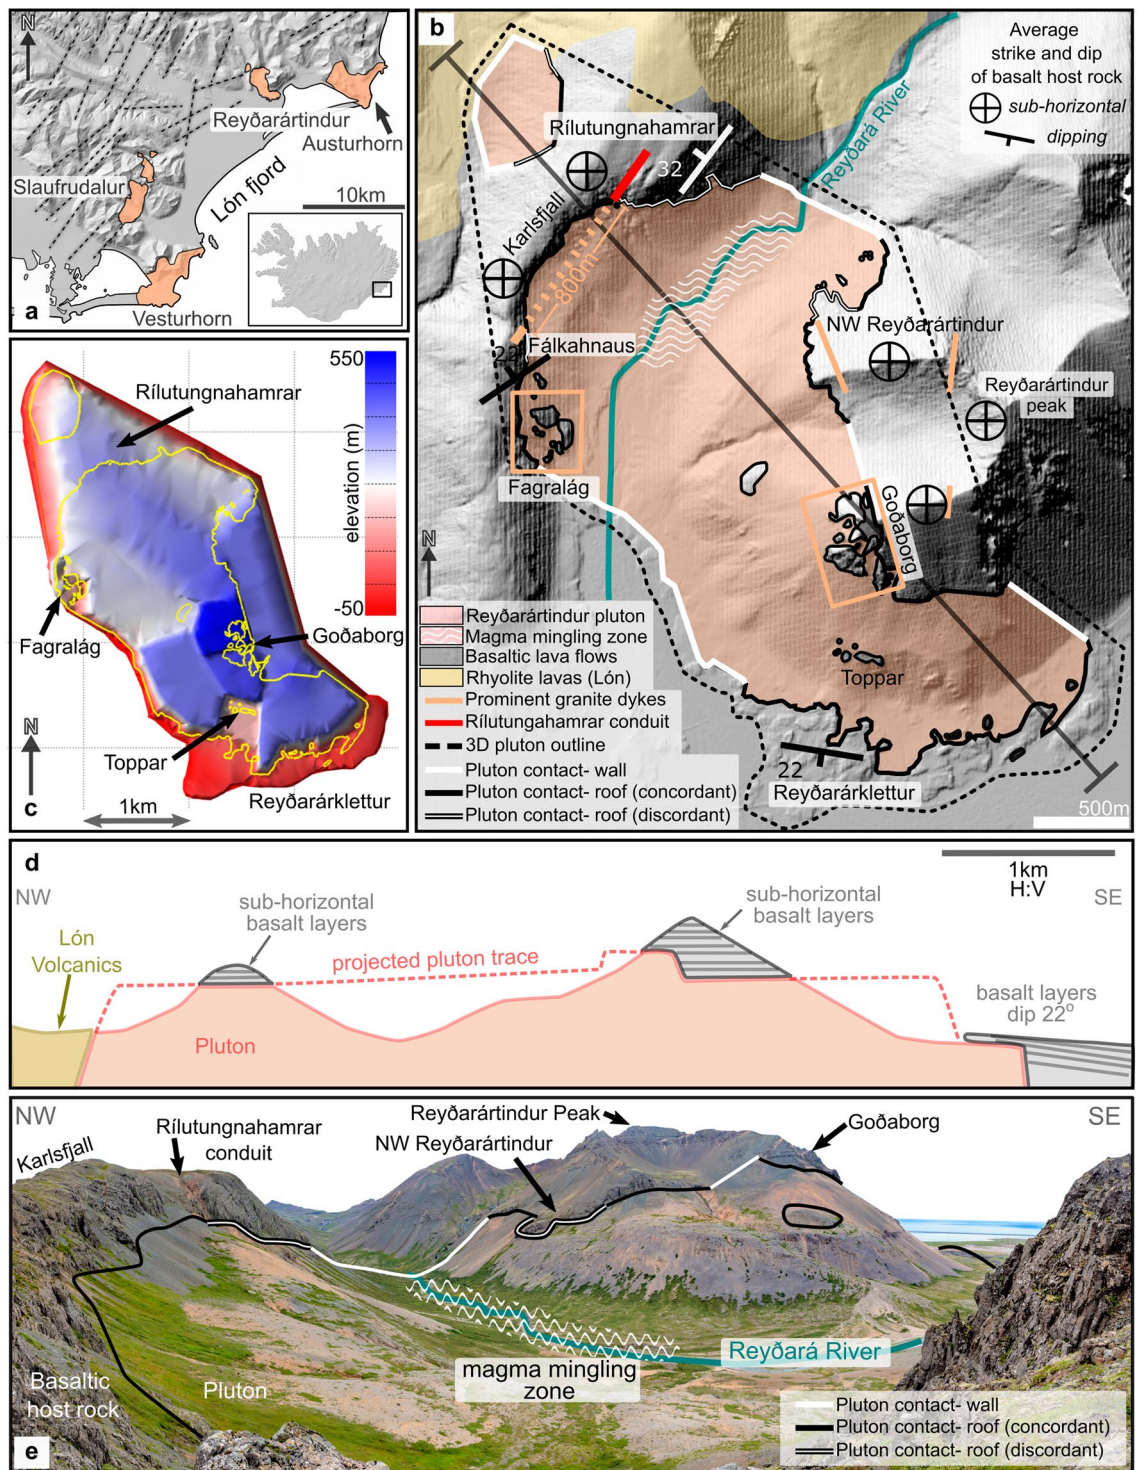 N
Reyðarártindur
Austurhorn
Slaufrudalur
Lón fjord
10km
Vesturhorn
a
b
Average
strike and dip
of basalt host rock
sub-horizontal
dipping
Rílutungnahamrar
32
Reyðará River
Karlsfjall
800m
22
Fálkahnaus
NW Reyðarártindur
Reyðarártindur
peak
Fagralág
Goðaborg
N
Toppar
22
Reyðarárklettur
500m
Reyðarártindur pluton
Magma mingling zone
Basaltic lava flows
Rhyolite lavas (Lón)
Prominent granite dykes
Rílutungahamrar conduit
3D pluton outline
Pluton contact- wall
Pluton contact- roof (concordant)
Pluton contact- roof (discordant)
550
elevation (m)
-50
Rílutungnahamrar
Fagralág
Goðaborg
N
Toppar
Reyðarárklettur
1km
c
d
1km
H:V
NW
SE
sub-horizontal
basalt layers
sub-horizontal
basalt layers
Lón
Volcanics
projected pluton trace
basalt layers
dip 22°
Pluton
NW
SE
Reyðarártindur Peak
Rílutungnahamrar
conduit
Goðaborg
NW Reyðarártindur
Karlsfjall
Reyðará River
magma mingling
zone
Basaltic
host rock
Pluton
Pluton contact- wall
Pluton contact- roof (concordant)
Pluton contact- roof (discordant)
e